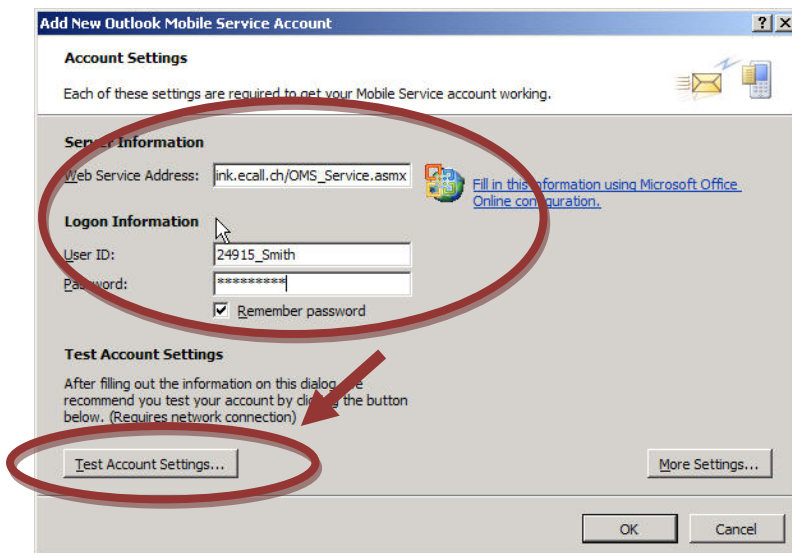 Add New Outlook Mobile Service Account
Account Settings
Each of these settings are required to get your Mobile Service account working.
Server Information
Web Service Address: ink.ecall.ch/OMS_Service.asmx
Fill in this information using Microsoft Office
Online configuration.
Logon Information
User ID: 24915_Smith
Password: *********
Remember password
Test Account Settings
After filling out the information on this dialog, we
recommend you test your account by clicking the button
below. (Requires network connection)
Test Account Settings...
More Settings...
OK
Cancel